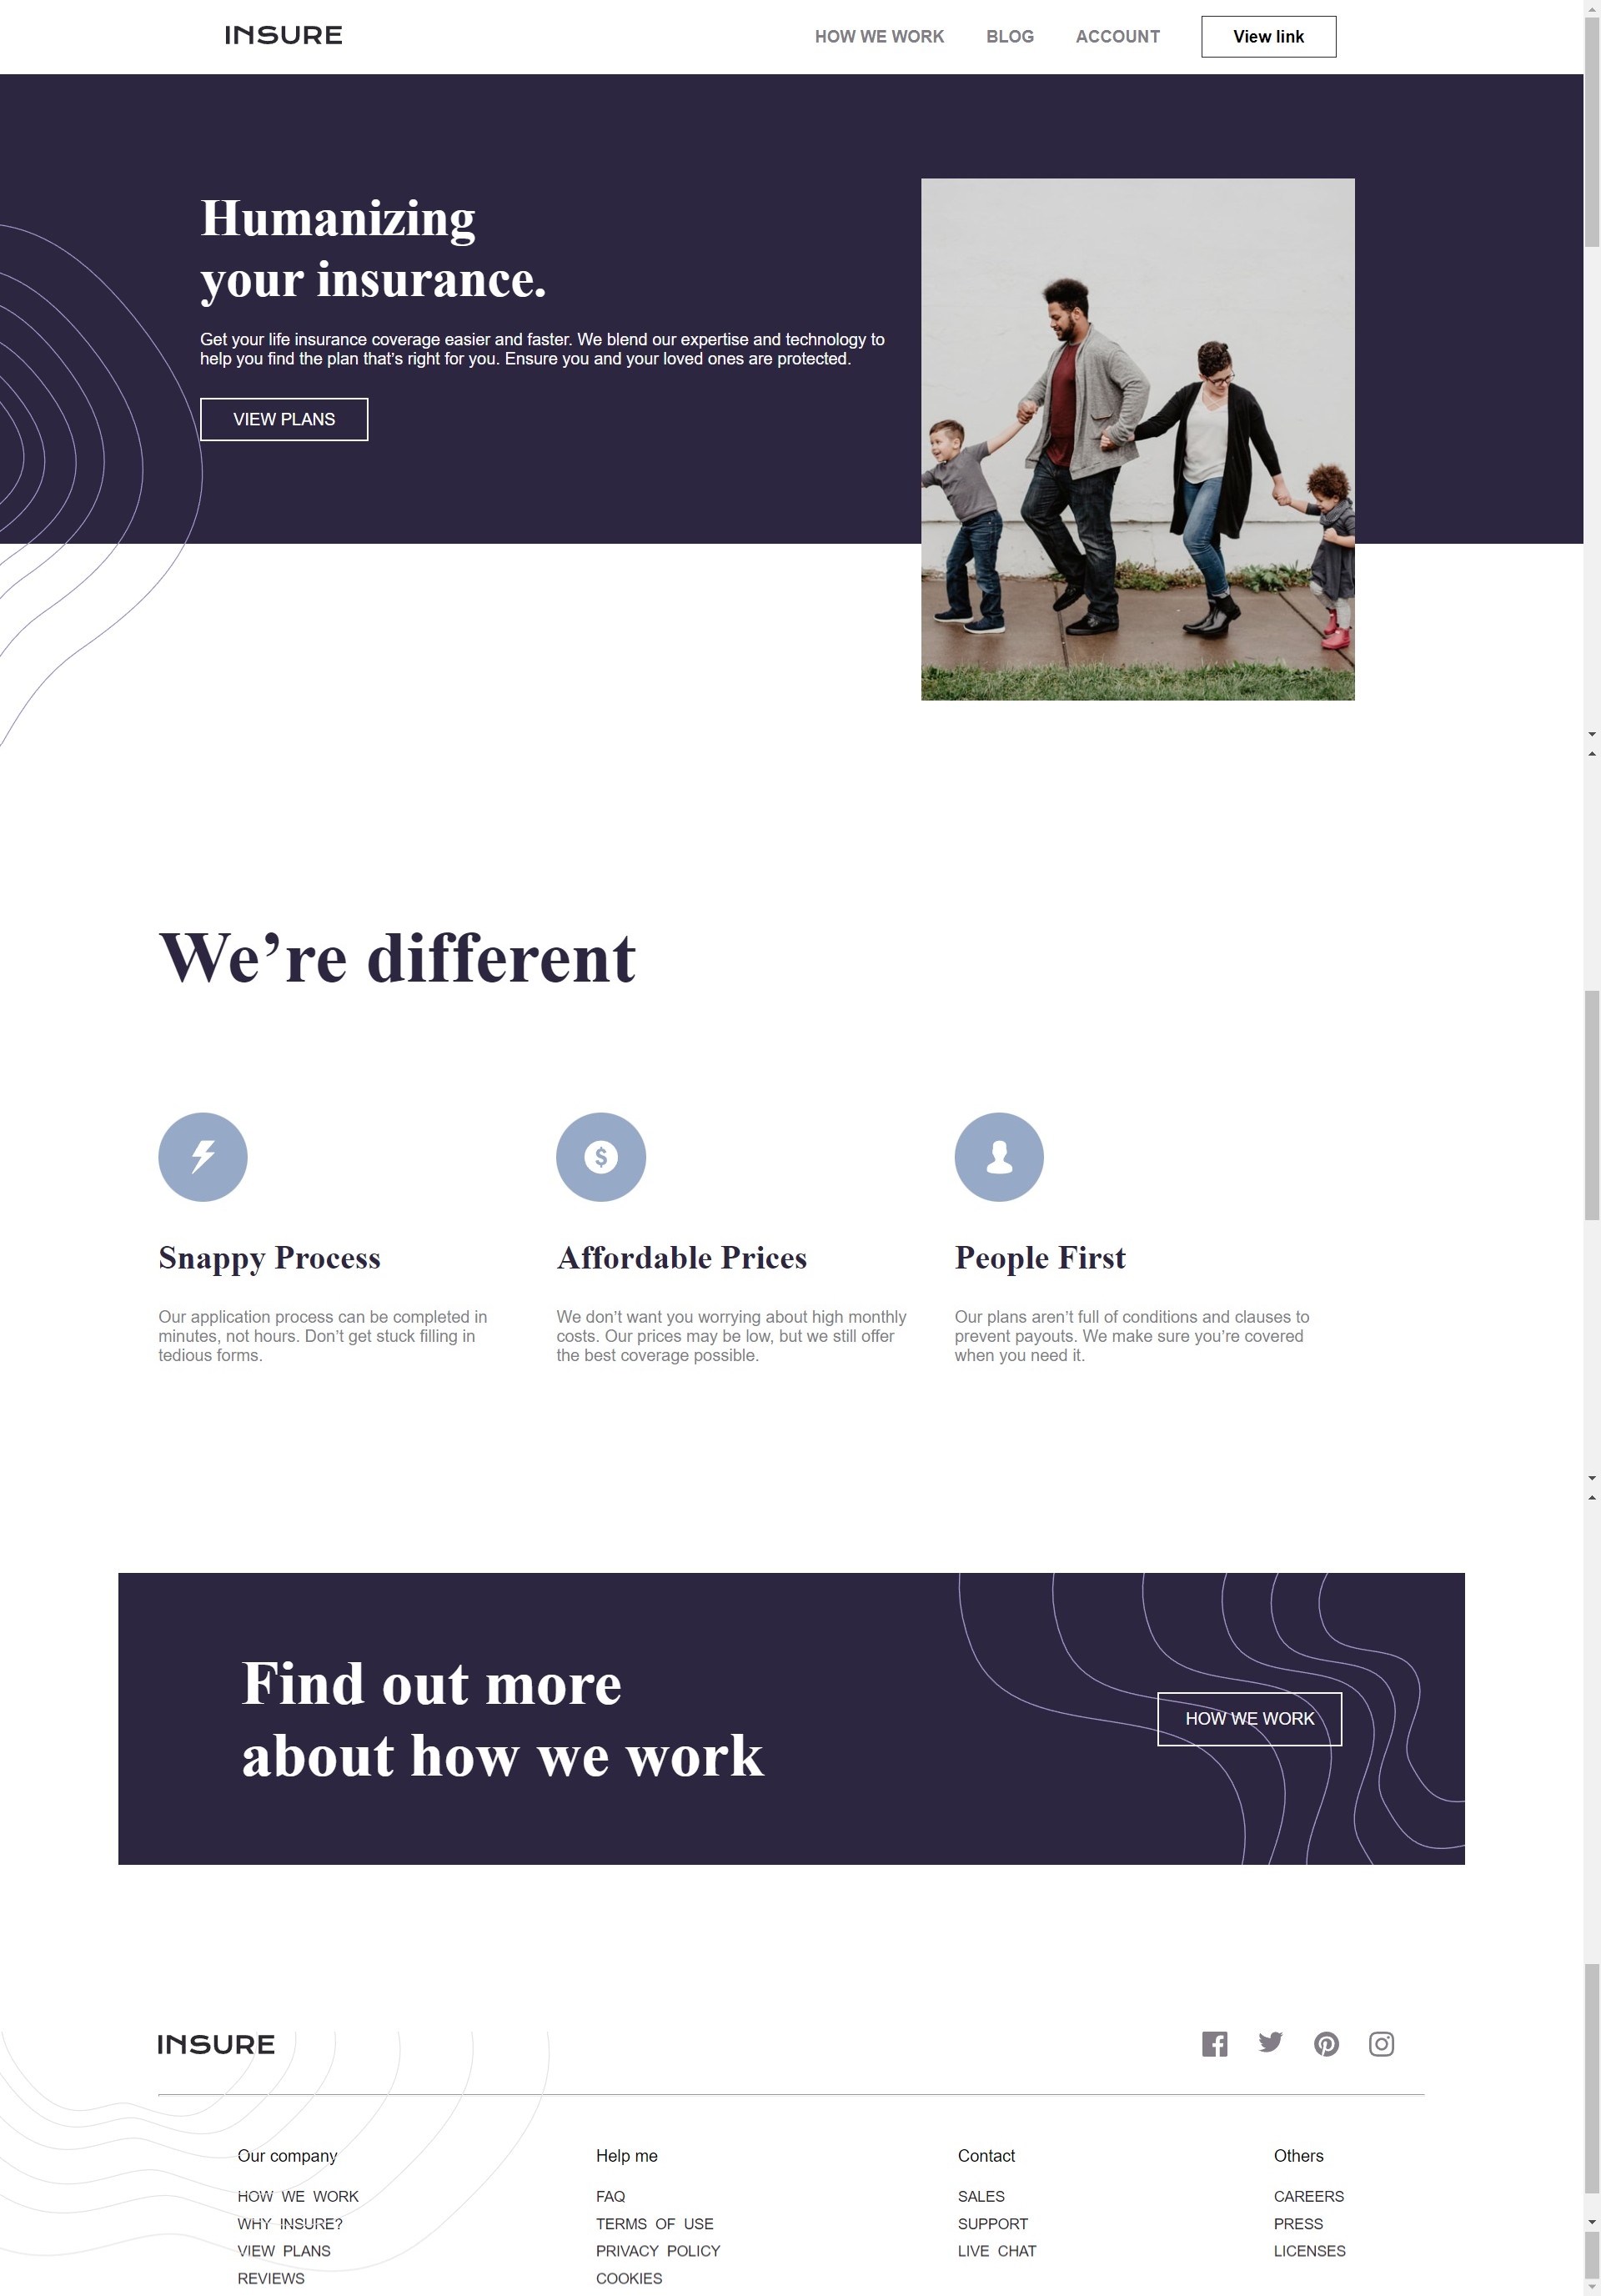 INSURE
HOW WE WORK
BLOG
ACCOUNT
View link
Humanizing
your insurance.
Get your life insurance coverage easier and faster. We blend our expertise and technology to
help you find the plan that’s right for you. Ensure you and your loved ones are protected.
VIEW PLANS
We’re different
$
Snappy Process
Our application process can be completed in
minutes, not hours. Don’t get stuck filling in
tedious forms.
Affordable Prices
We don’t want you worrying about high monthly
costs. Our prices may be low, but we still offer
the best coverage possible.
People First
Our plans aren’t full of conditions and clauses to
prevent payouts. We make sure you’re covered
when you need it.
Find out more
about how we work
HOW WE WORK
INSURE
Our company
HOW WE WORK
WHY INSURE?
VIEW PLANS
REVIEWS
Help me
FAQ
TERMS OF USE
PRIVACY POLICY
COOKIES
Contact
SALES
SUPPORT
LIVE CHAT
Others
CAREERS
PRESS
LICENSES